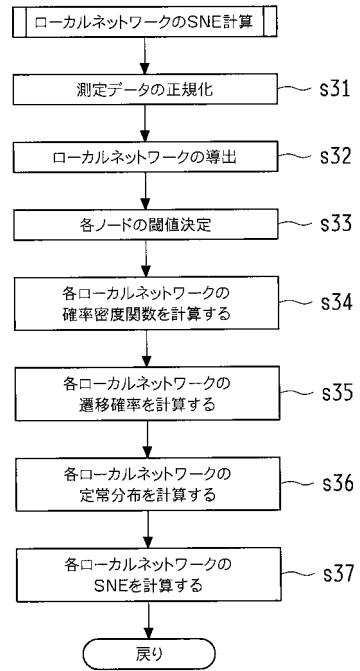 ローカルネットワークのSNE計算
測定データの正規化
s31
ローカルネットワークの導出
s32
各ノードの閾値決定
s33
各ローカルネットワークの
確率密度関数を計算する
s34
各ローカルネットワークの
遷移確率を計算する
s35
各ローカルネットワークの
定常分布を計算する
s36
各ローカルネットワークの
SNEを計算する
s37
戻り